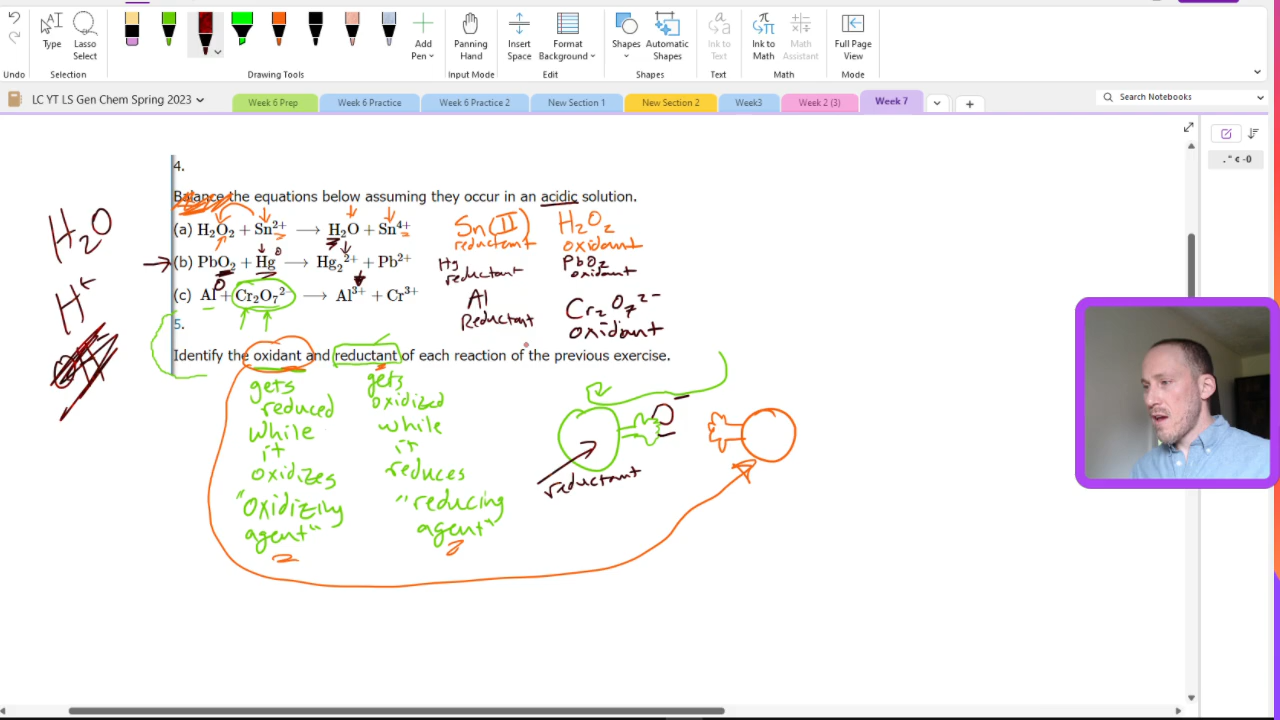 Undo
Type
Lasso Select
Selection
Drawing Tools
Add Pen
Panning Hand
Input Mode
Insert Space
Format Background
Edit
Shapes
Automatic Shapes
Shapes
Ink to Text
Text
Ink to Math
Math Assistant
Math
Full Page View
Mode
LC YT LS Gen Chem Spring 2023
Week 6 Prep
Week 6 Practice
Week 6 Practice 2
New Section 1
New Section 2
Week3
Week 2 (3)
Week 7
Search Notebooks
4.
Balance the equations below assuming they occur in an acidic solution.
(a) H₂O₂ + Sn²⁺ ⟶ H₂O + Sn⁴⁺
Sn(II) reductant
H₂O₂ oxidant
(b) PbO₂ + Hg⁰ ⟶ Hg₂²⁺ + Pb²⁺
Hg reductant
PbO₂ oxidant
(c) Al⁰ + Cr₂O₇²⁻ ⟶ Al³⁺ + Cr³⁺
Al Reductant
Cr₂O₇²⁻ oxidant
H₂O
H⁺
5.
Identify the oxidant and reductant of each reaction of the previous exercise.
gets
reduced
while
it
oxidizes
"Oxidizing
agent"
gets
oxidized
while
it
reduces
"reducing
agent"
reductant